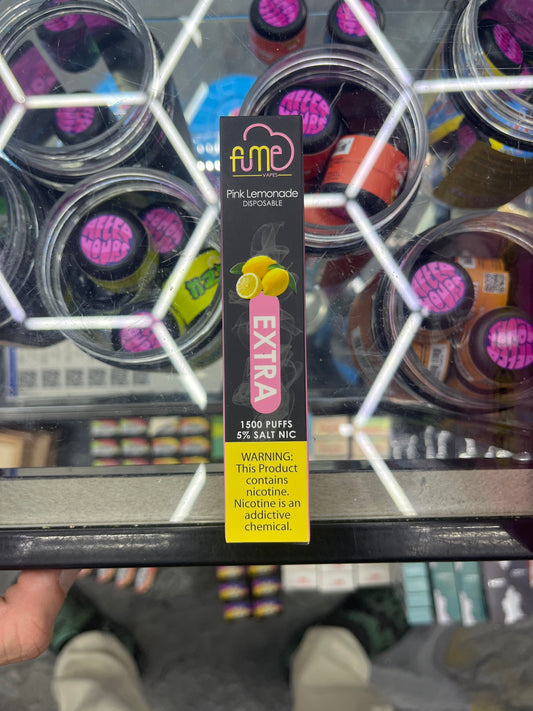 fume
VAPES
Pink Lemonade
DISPOSABLE
EXTRA
1500 PUFFS
5% SALT NIC
WARNING:
This Product
contains
nicotine.
Nicotine is an
addictive
chemical.